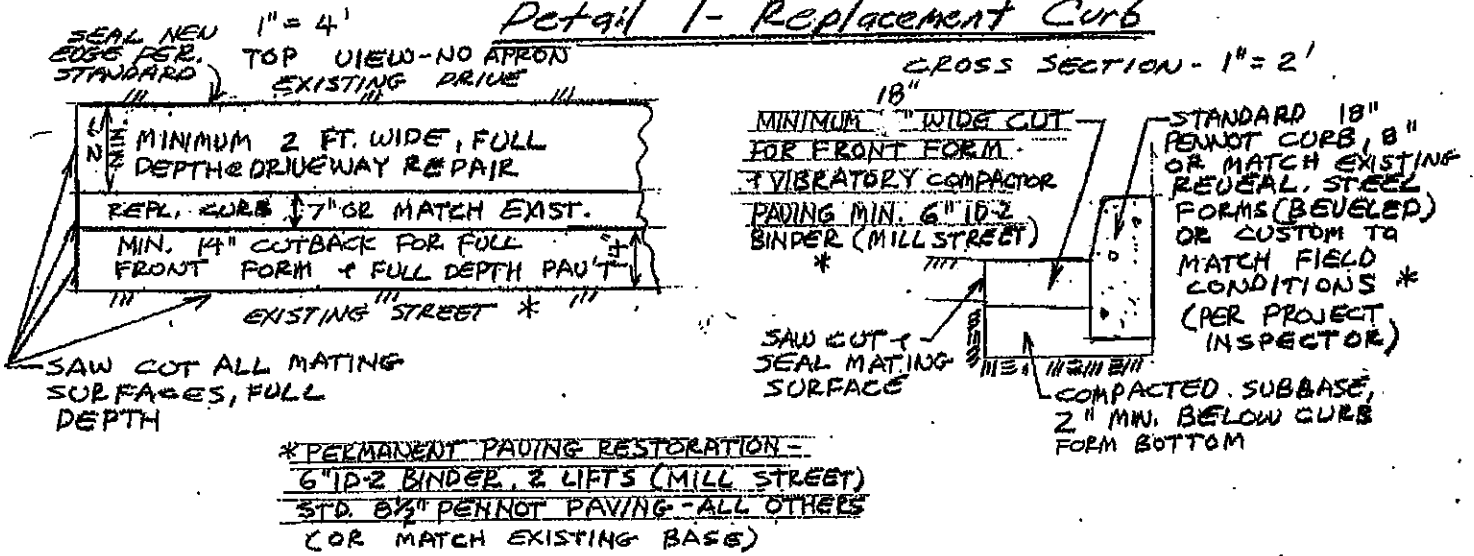 Detail 1- Replacement Curb
SEAL NEW
EDGE PER.
STANDARD
1" = 4'
TOP VIEW-NO APRON
EXISTING DRIVE
2' MIN.
MINIMUM 2 FT. WIDE, FULL
DEPTH DRIVEWAY REPAIR
REPL. CURB 7" OR MATCH EXIST.
MIN. 14" CUTBACK FOR FULL
FRONT FORM & FULL DEPTH PAV'T
14"
EXISTING STREET *
SAW CUT ALL MATING
SURFACES, FULL
DEPTH
CROSS SECTION - 1" = 2'
18"
MINIMUM " WIDE CUT
FOR FRONT FORM
& VIBRATORY COMPACTOR
PAVING MIN. 6" ID-2
BINDER (MILL STREET)
*
SAW CUT &
SEAL MATING
SURFACE
STANDARD 18"
PENNOT CURB, 8"
OR MATCH EXISTING
REVEAL. STEEL
FORMS (BEVELED)
OR CUSTOM TO
MATCH FIELD
CONDITIONS *
(PER PROJECT
INSPECTOR)
COMPACTED SUBBASE,
2" MIN. BELOW CURB
FORM BOTTOM
* PERMANENT PAVING RESTORATION -
6" ID-2 BINDER, 2 LIFTS (MILL STREET)
STD. 8½" PENNOT PAVING - ALL OTHERS
(OR MATCH EXISTING BASE)